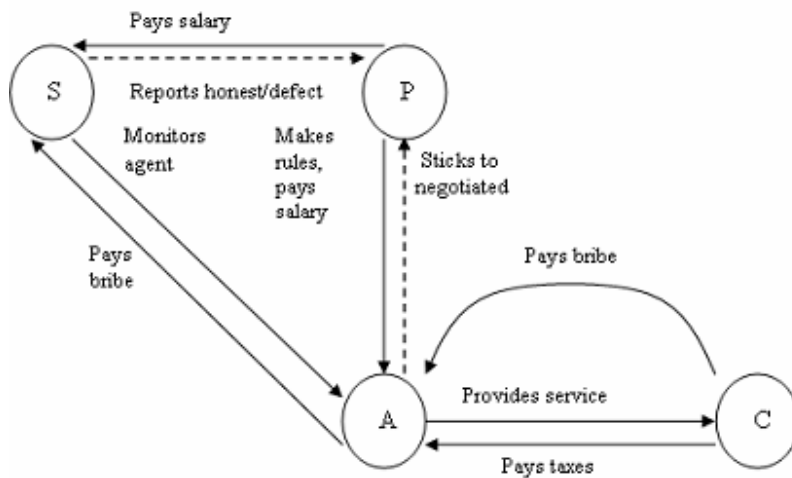 Pays salary
S
P
Reports honest/defect
Monitors
agent
Makes
rules,
pays
salary
Sticks to
negotiated
Pays
bribe
Pays bribe
A
Provides service
C
Pays taxes